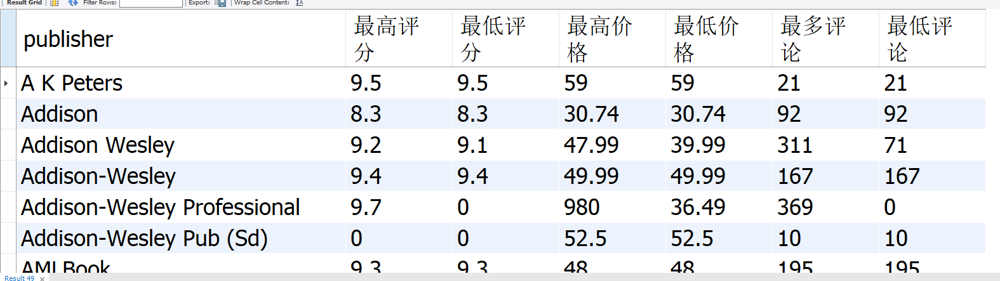 Result Grid Filter Rows: Export: Wrap Cell Content: IA
publisher 最高评分 最低评分 最高价格 最低价格 最多评论 最低评论
A K Peters 9.5 9.5 59 59 21 21
Addison 8.3 8.3 30.74 30.74 92 92
Addison Wesley 9.2 9.1 47.99 39.99 311 71
Addison-Wesley 9.4 9.4 49.99 49.99 167 167
Addison-Wesley Professional 9.7 0 980 36.49 369 0
Addison-Wesley Pub (Sd) 0 0 52.5 52.5 10 10
AMLBook 9.3 9.3 48 48 195 195
Result 49 ×